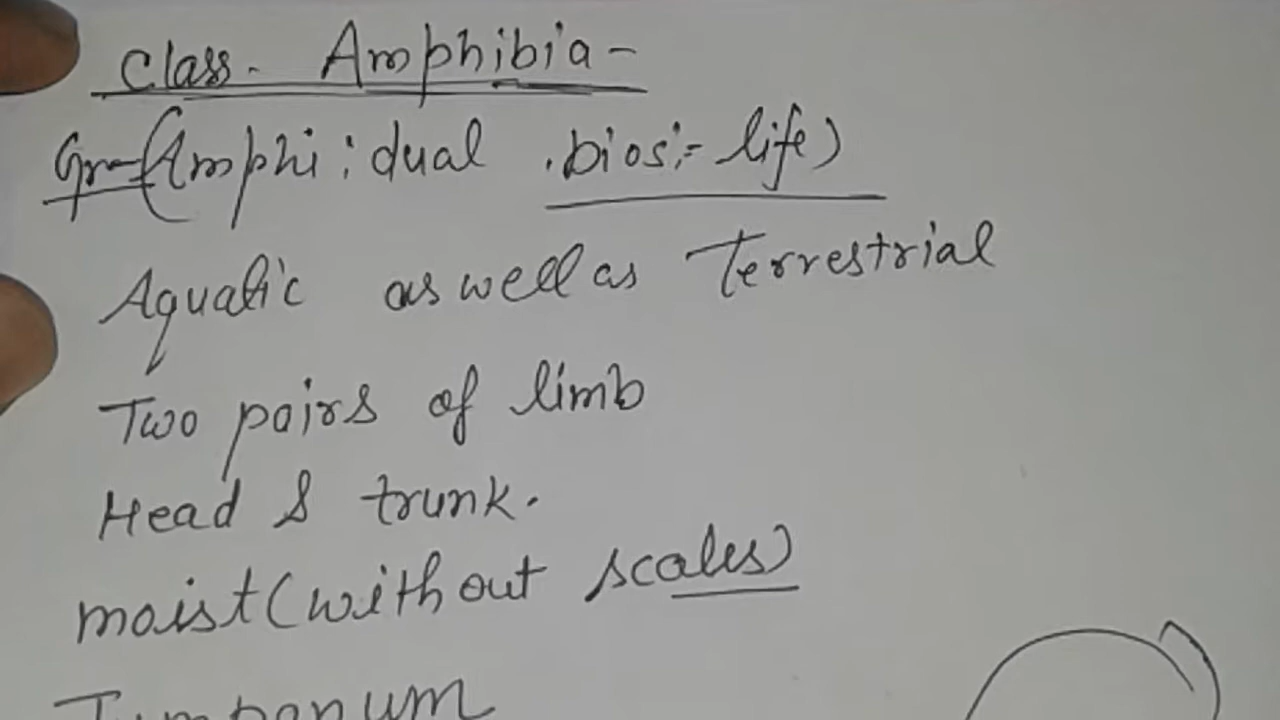 Class. Amphibia -
Gr-(Amphi : dual .bios:- life)
Aquatic as well as Terrestrial
Two pairs of limb
Head & trunk.
moist (without scales)
Tympanum